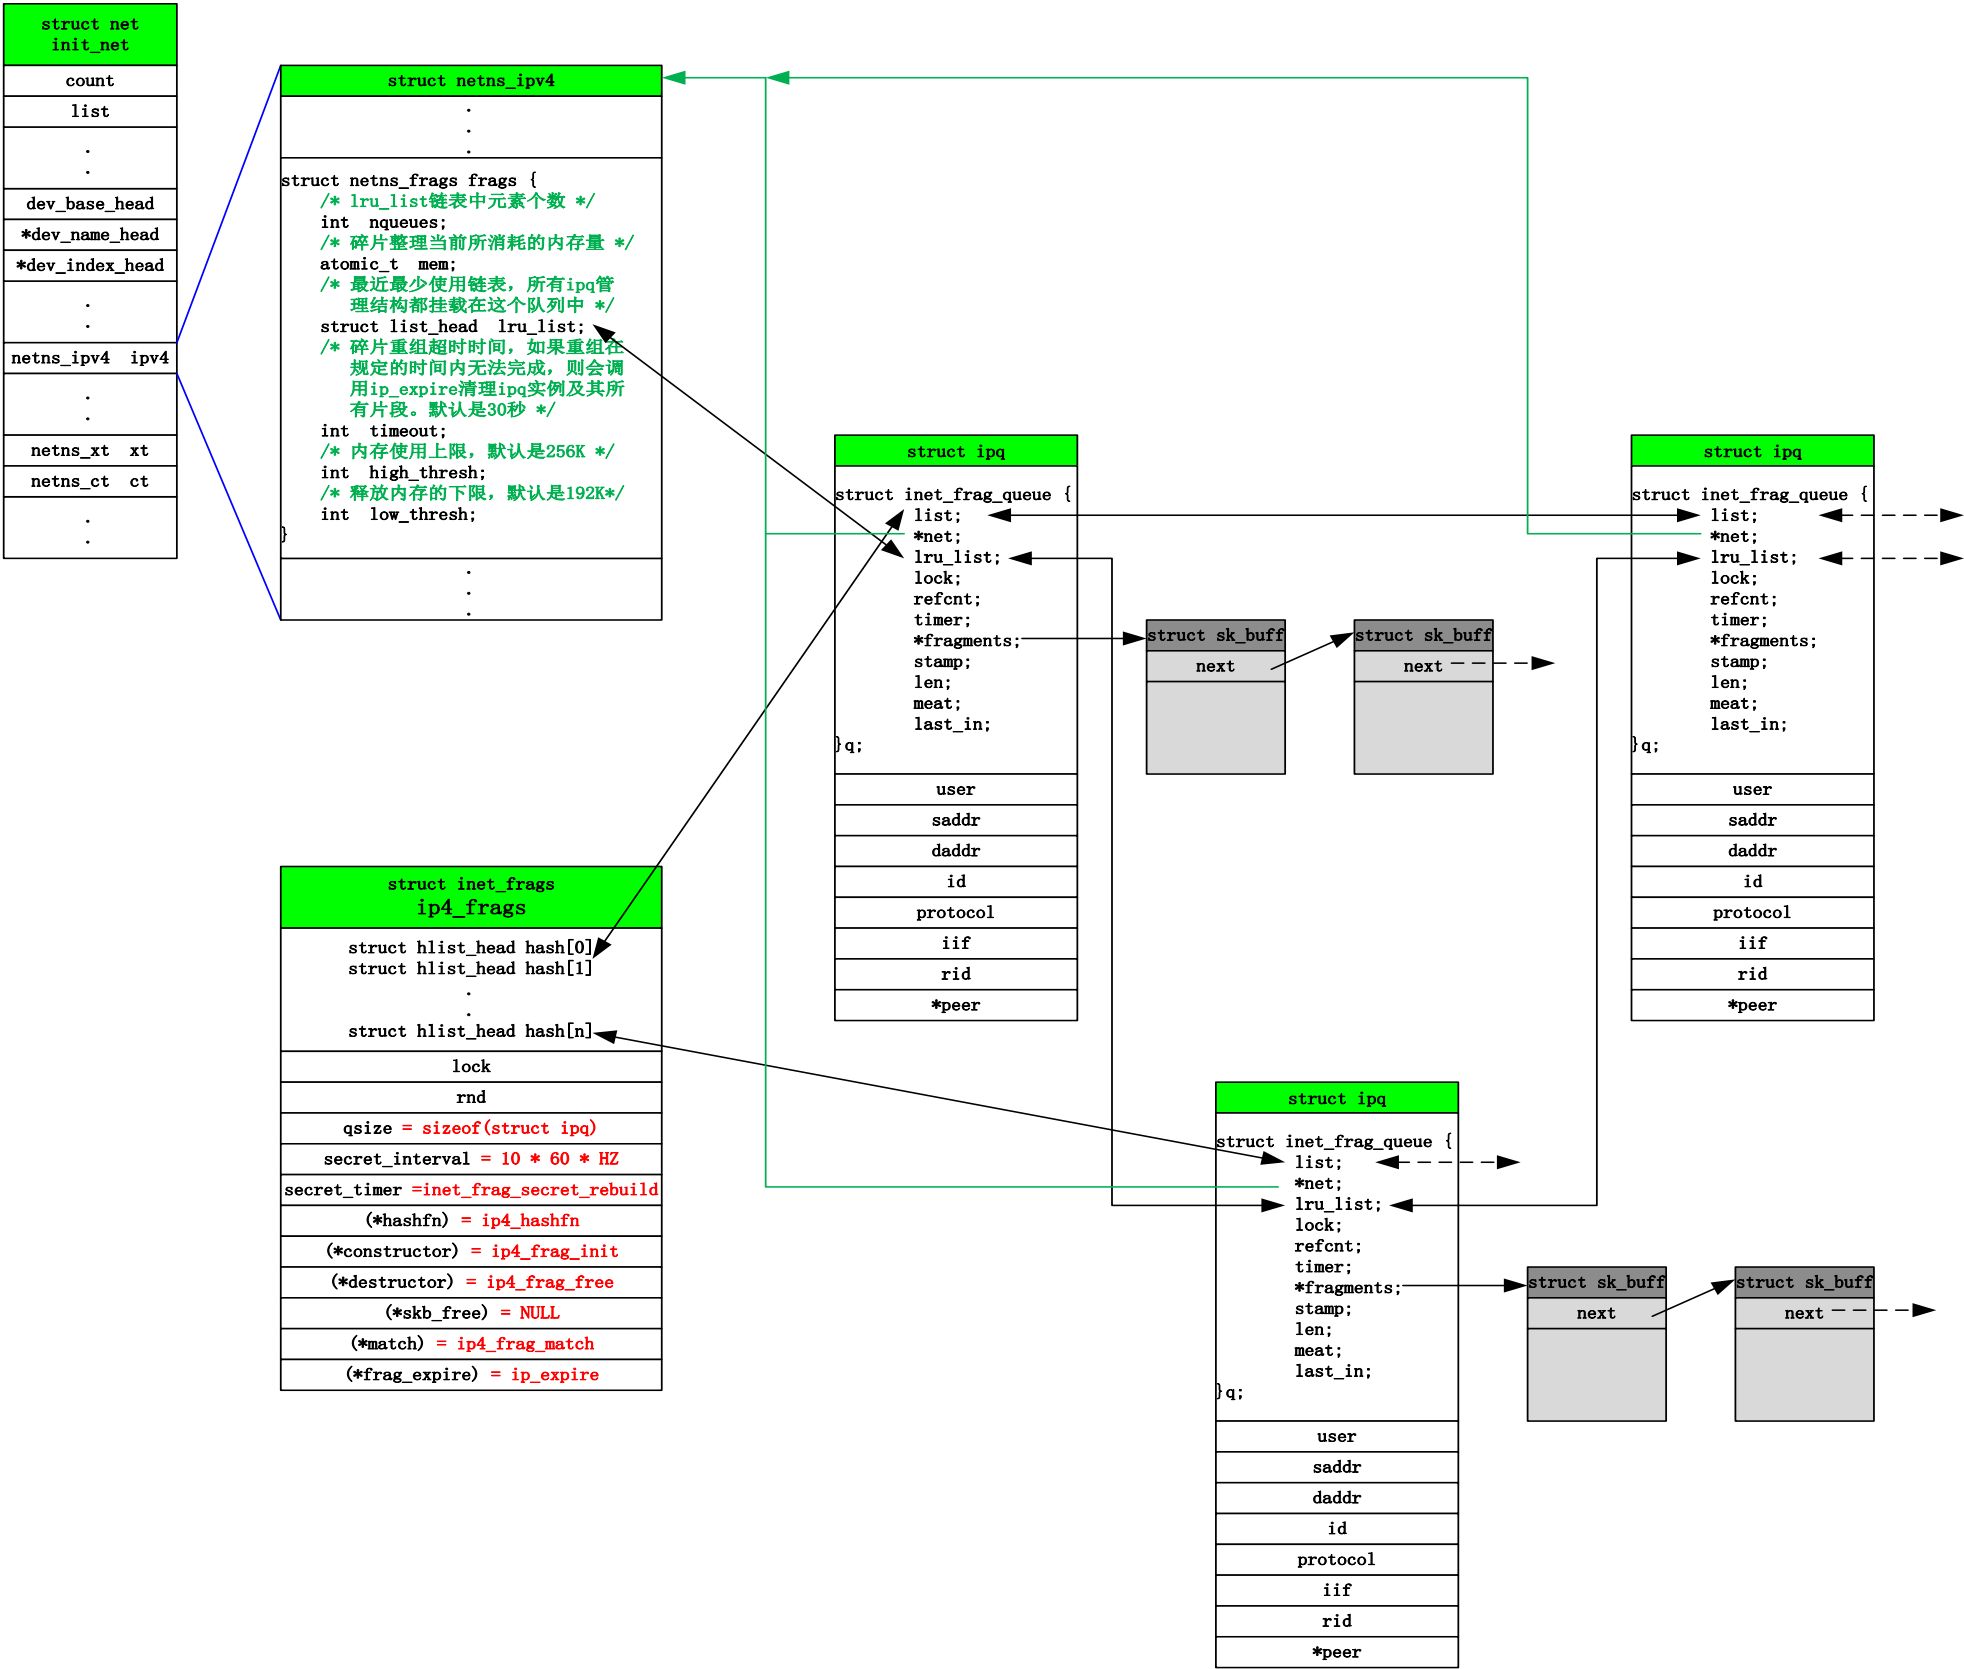 struct net
init_net
count
list
.
.
dev_base_head
*dev_name_head
*dev_index_head
.
.
netns_ipv4  ipv4
.
.
netns_xt  xt
netns_ct  ct
.
.
struct netns_ipv4
.
.
.
struct netns_frags frags {
/* lru_list链表中元素个数 */
int  nqueues;
/* 碎片整理当前所消耗的内存量 */
atomic_t  mem;
/* 最近最少使用链表，所有ipq管
理结构都挂载在这个队列中 */
struct list_head  lru_list;
/* 碎片重组超时时间，如果重组在
规定的时间内无法完成，则会调
用ip_expire清理ipq实例及其所
有片段。默认是30秒 */
int  timeout;
/* 内存使用上限，默认是256K */
int  high_thresh;
/* 释放内存的下限，默认是192K*/
int  low_thresh;
}
.
.
.
struct inet_frags
ip4_frags
struct hlist_head hash[0]
struct hlist_head hash[1]
.
.
struct hlist_head hash[n]
lock
rnd
qsize = sizeof(struct ipq)
secret_interval = 10 * 60 * HZ
secret_timer =inet_frag_secret_rebuild
(*hashfn) = ip4_hashfn
(*constructor) = ip4_frag_init
(*destructor) = ip4_frag_free
(*skb_free) = NULL
(*match) = ip4_frag_match
(*frag_expire) = ip_expire
struct ipq
struct inet_frag_queue {
list;
*net;
lru_list;
lock;
refcnt;
timer;
*fragments;
stamp;
len;
meat;
last_in;
}q;
user
saddr
daddr
id
protocol
iif
rid
*peer
struct sk_buff
next
struct sk_buff
next
struct ipq
struct inet_frag_queue {
list;
*net;
lru_list;
lock;
refcnt;
timer;
*fragments;
stamp;
len;
meat;
last_in;
}q;
user
saddr
daddr
id
protocol
iif
rid
*peer
struct ipq
struct inet_frag_queue {
list;
*net;
lru_list;
lock;
refcnt;
timer;
*fragments;
stamp;
len;
meat;
last_in;
}q;
user
saddr
daddr
id
protocol
iif
rid
*peer
struct sk_buff
next
struct sk_buff
next